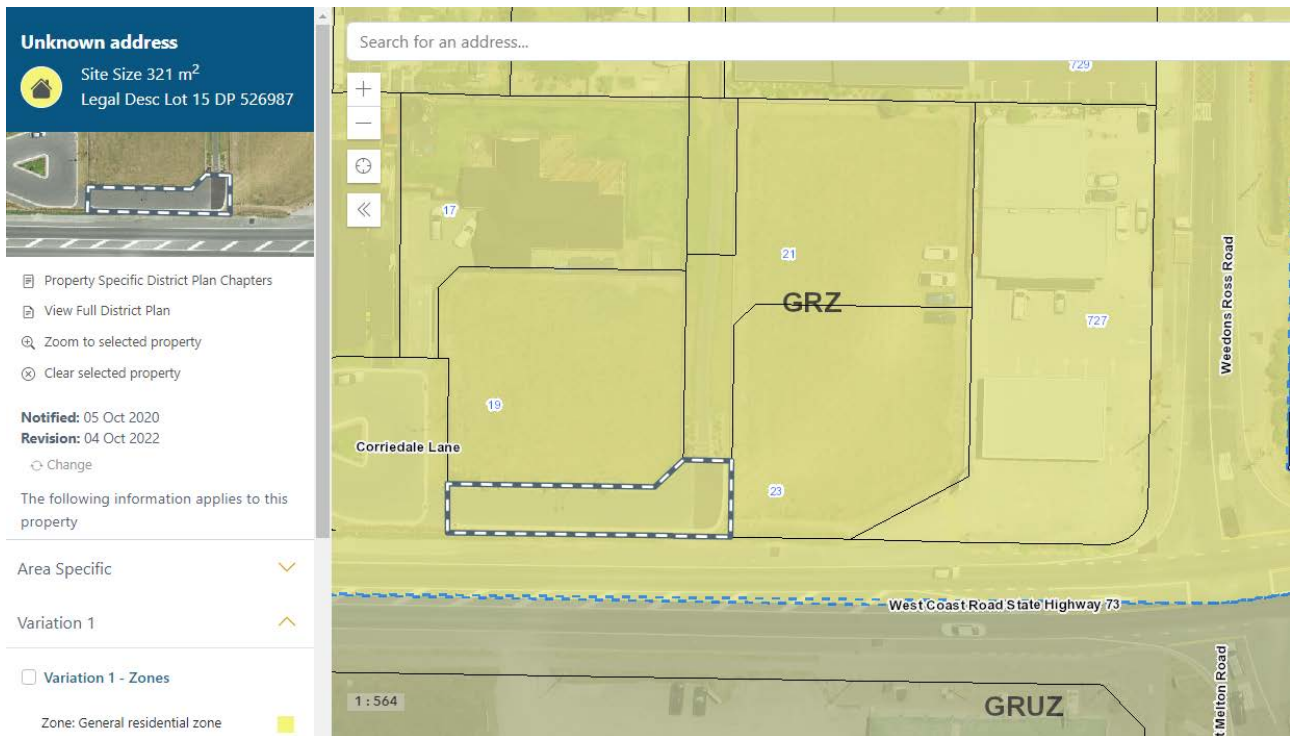 Unknown address
Site Size 321 m²
Legal Desc Lot 15 DP 526987
Property Specific District Plan Chapters
View Full District Plan
Zoom to selected property
Clear selected property
Notified: 05 Oct 2020
Revision: 04 Oct 2022
Change
The following information applies to this
property
Area Specific
Variation 1
Variation 1 - Zones
Zone: General residential zone
Search for an address...
729
17
21
GRZ
727
Weedons Ross Road
19
Corriedale Lane
23
West Coast Road State Highway 73
1 : 564
GRUZ
t Melton Road